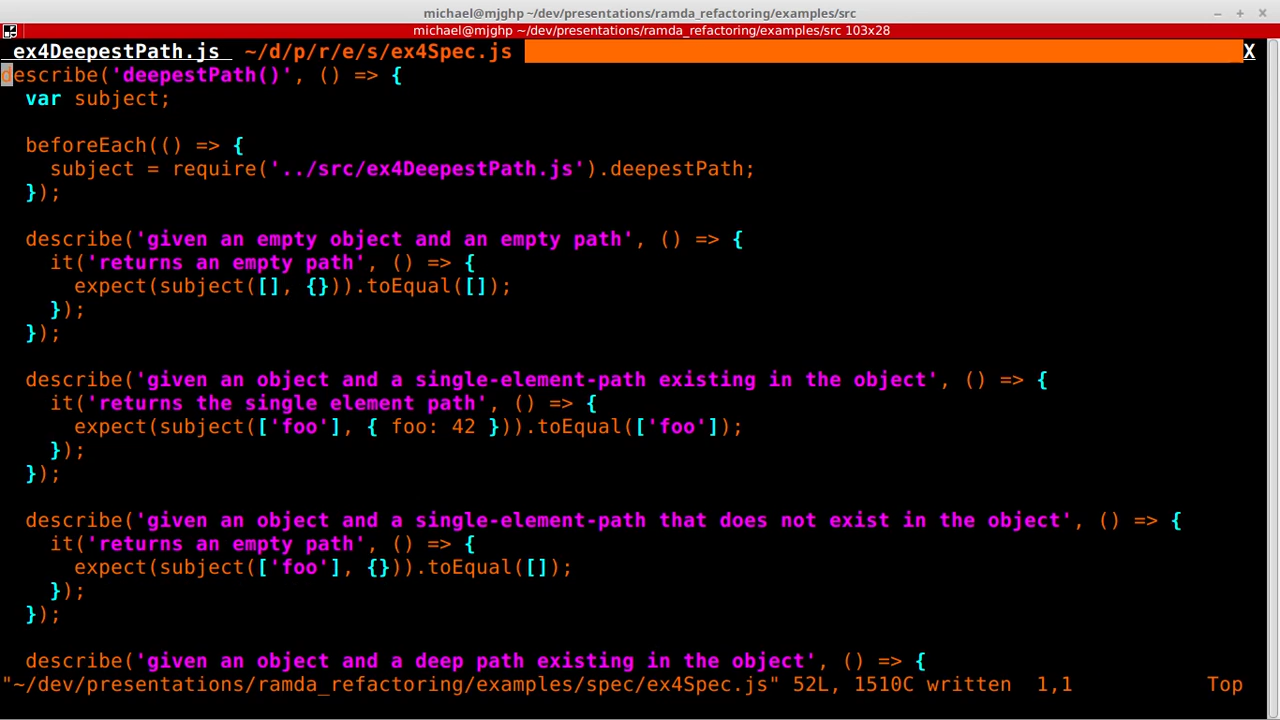 michael@mjghp ~/dev/presentations/ramda_refactoring/examples/src
michael@mjghp ~/dev/presentations/ramda_refactoring/examples/src 103x28
ex4DeepestPath.js  ~/d/p/r/e/s/ex4Spec.js X
describe('deepestPath()', () => {
  var subject;
  beforeEach(() => {
    subject = require('../src/ex4DeepestPath.js').deepestPath;
  });
  describe('given an empty object and an empty path', () => {
    it('returns an empty path', () => {
      expect(subject([], {})).toEqual([]);
    });
  });
  describe('given an object and a single-element-path existing in the object', () => {
    it('returns the single element path', () => {
      expect(subject(['foo'], { foo: 42 })).toEqual(['foo']);
    });
  });
  describe('given an object and a single-element-path that does not exist in the object', () => {
    it('returns an empty path', () => {
      expect(subject(['foo'], {})).toEqual([]);
    });
  });
  describe('given an object and a deep path existing in the object', () => {
"~/dev/presentations/ramda_refactoring/examples/spec/ex4Spec.js" 52L, 1510C written  1,1 Top